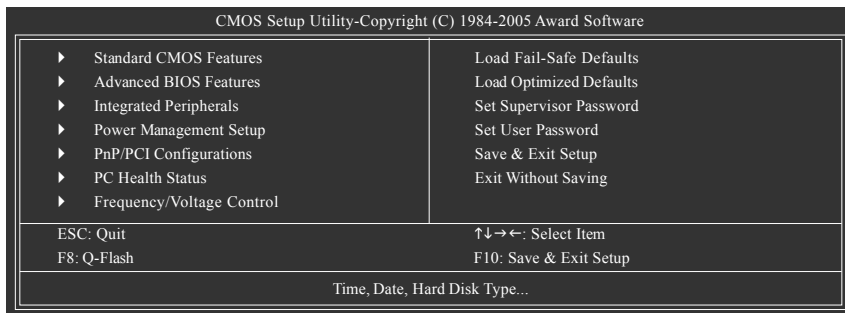 CMOS Setup Utility-Copyright (C) 1984-2005 Award Software
Standard CMOS Features
Advanced BIOS Features
Integrated Peripherals
Power Management Setup
PnP/PCI Configurations
PC Health Status
Frequency/Voltage Control
Load Fail-Safe Defaults
Load Optimized Defaults
Set Supervisor Password
Set User Password
Save & Exit Setup
Exit Without Saving
ESC: Quit
↑↓→←: Select Item
F8: Q-Flash
F10: Save & Exit Setup
Time, Date, Hard Disk Type...